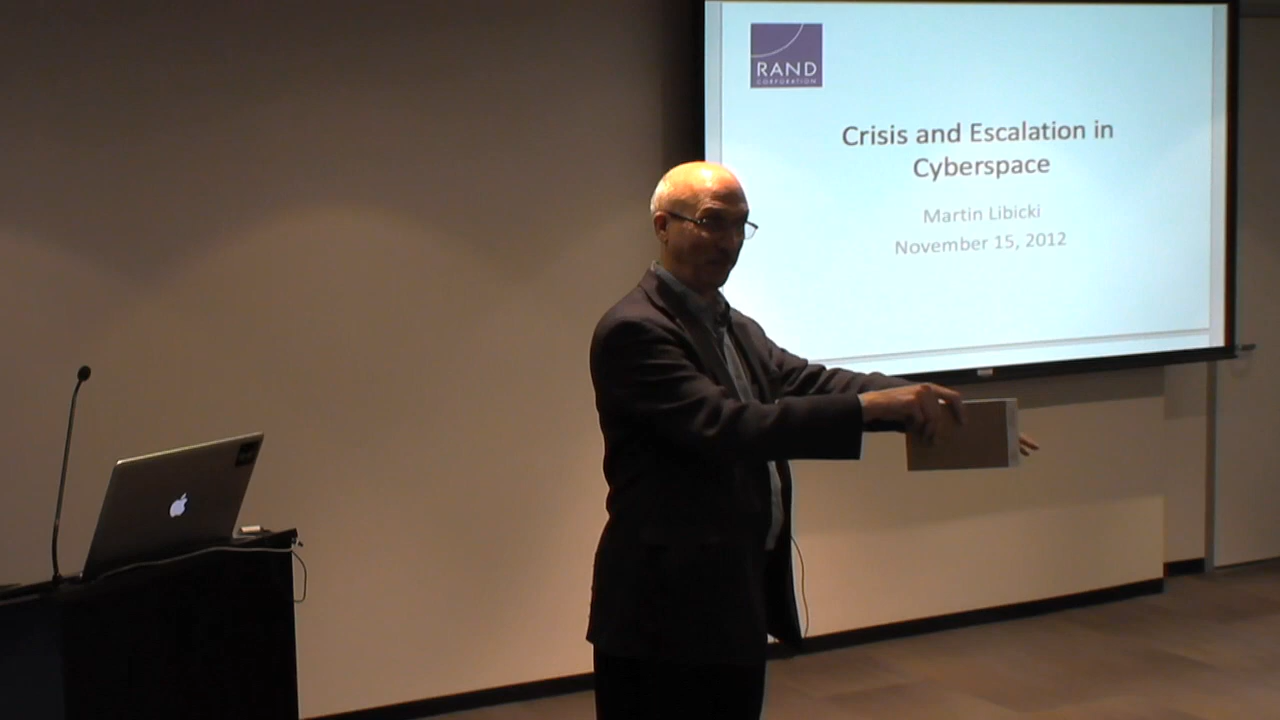 RAND
CORPORATION
Crisis and Escalation in
Cyberspace
Martin Libicki
November 15, 2012